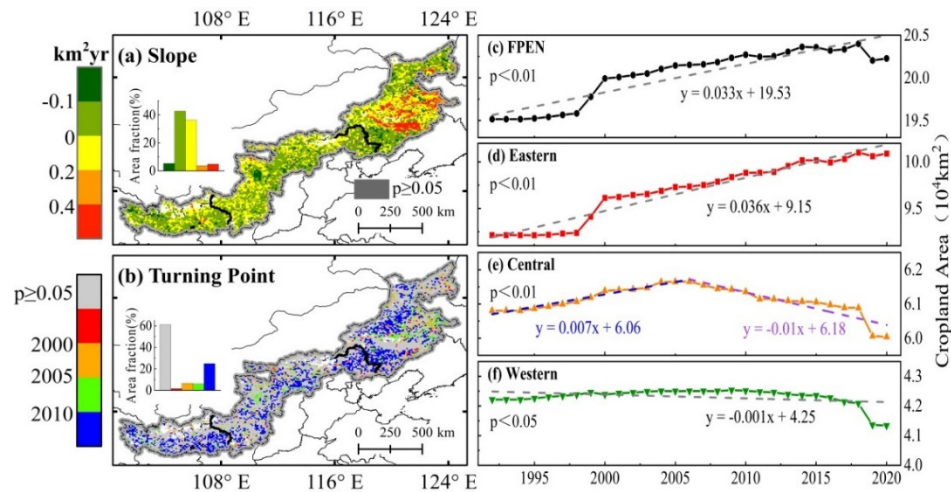 108° E 116° E 124° E
km²yr
-0.1
0
0.2
0.4
(a) Slope
Area fraction(%)
40
20
0
p≥0.05
0 250 500 km
p≥0.05
2000
2005
2010
(b) Turning Point
Area fraction(%)
60
40
20
0
0 250 500 km
108° E 116° E 124° E
(c) FPEN
p<0.01
y = 0.033x + 19.53
20.5
20.0
19.5
(d) Eastern
p<0.01
y = 0.036x + 9.15
10.0
9.5
(e) Central
p<0.01
y = 0.007x + 6.06
y = -0.01x + 6.18
6.2
6.1
6.0
(f) Western
p<0.05
y = -0.001x + 4.25
4.3
4.2
4.1
4.0
1995 2000 2005 2010 2015 2020
Cropland Area (10⁴km²)